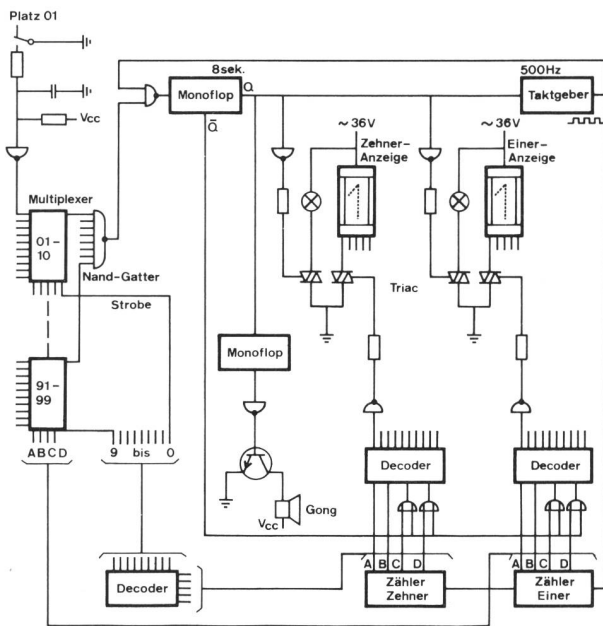 Platz 01
8sek.
Q
500Hz
Monoflop
Taktgeber
Q̄
Vcc
~36V
Zehner-
Anzeige
~36V
Einer-
Anzeige
Multiplexer
01-
10
Nand-Gatter
Strobe
Triac
Monoflop
91-
99
ABCD
9 bis 0
Gong
Vcc
Decoder
Decoder
A B C D
A B C D
Decoder
Zähler
Zehner
Zähler
Einer